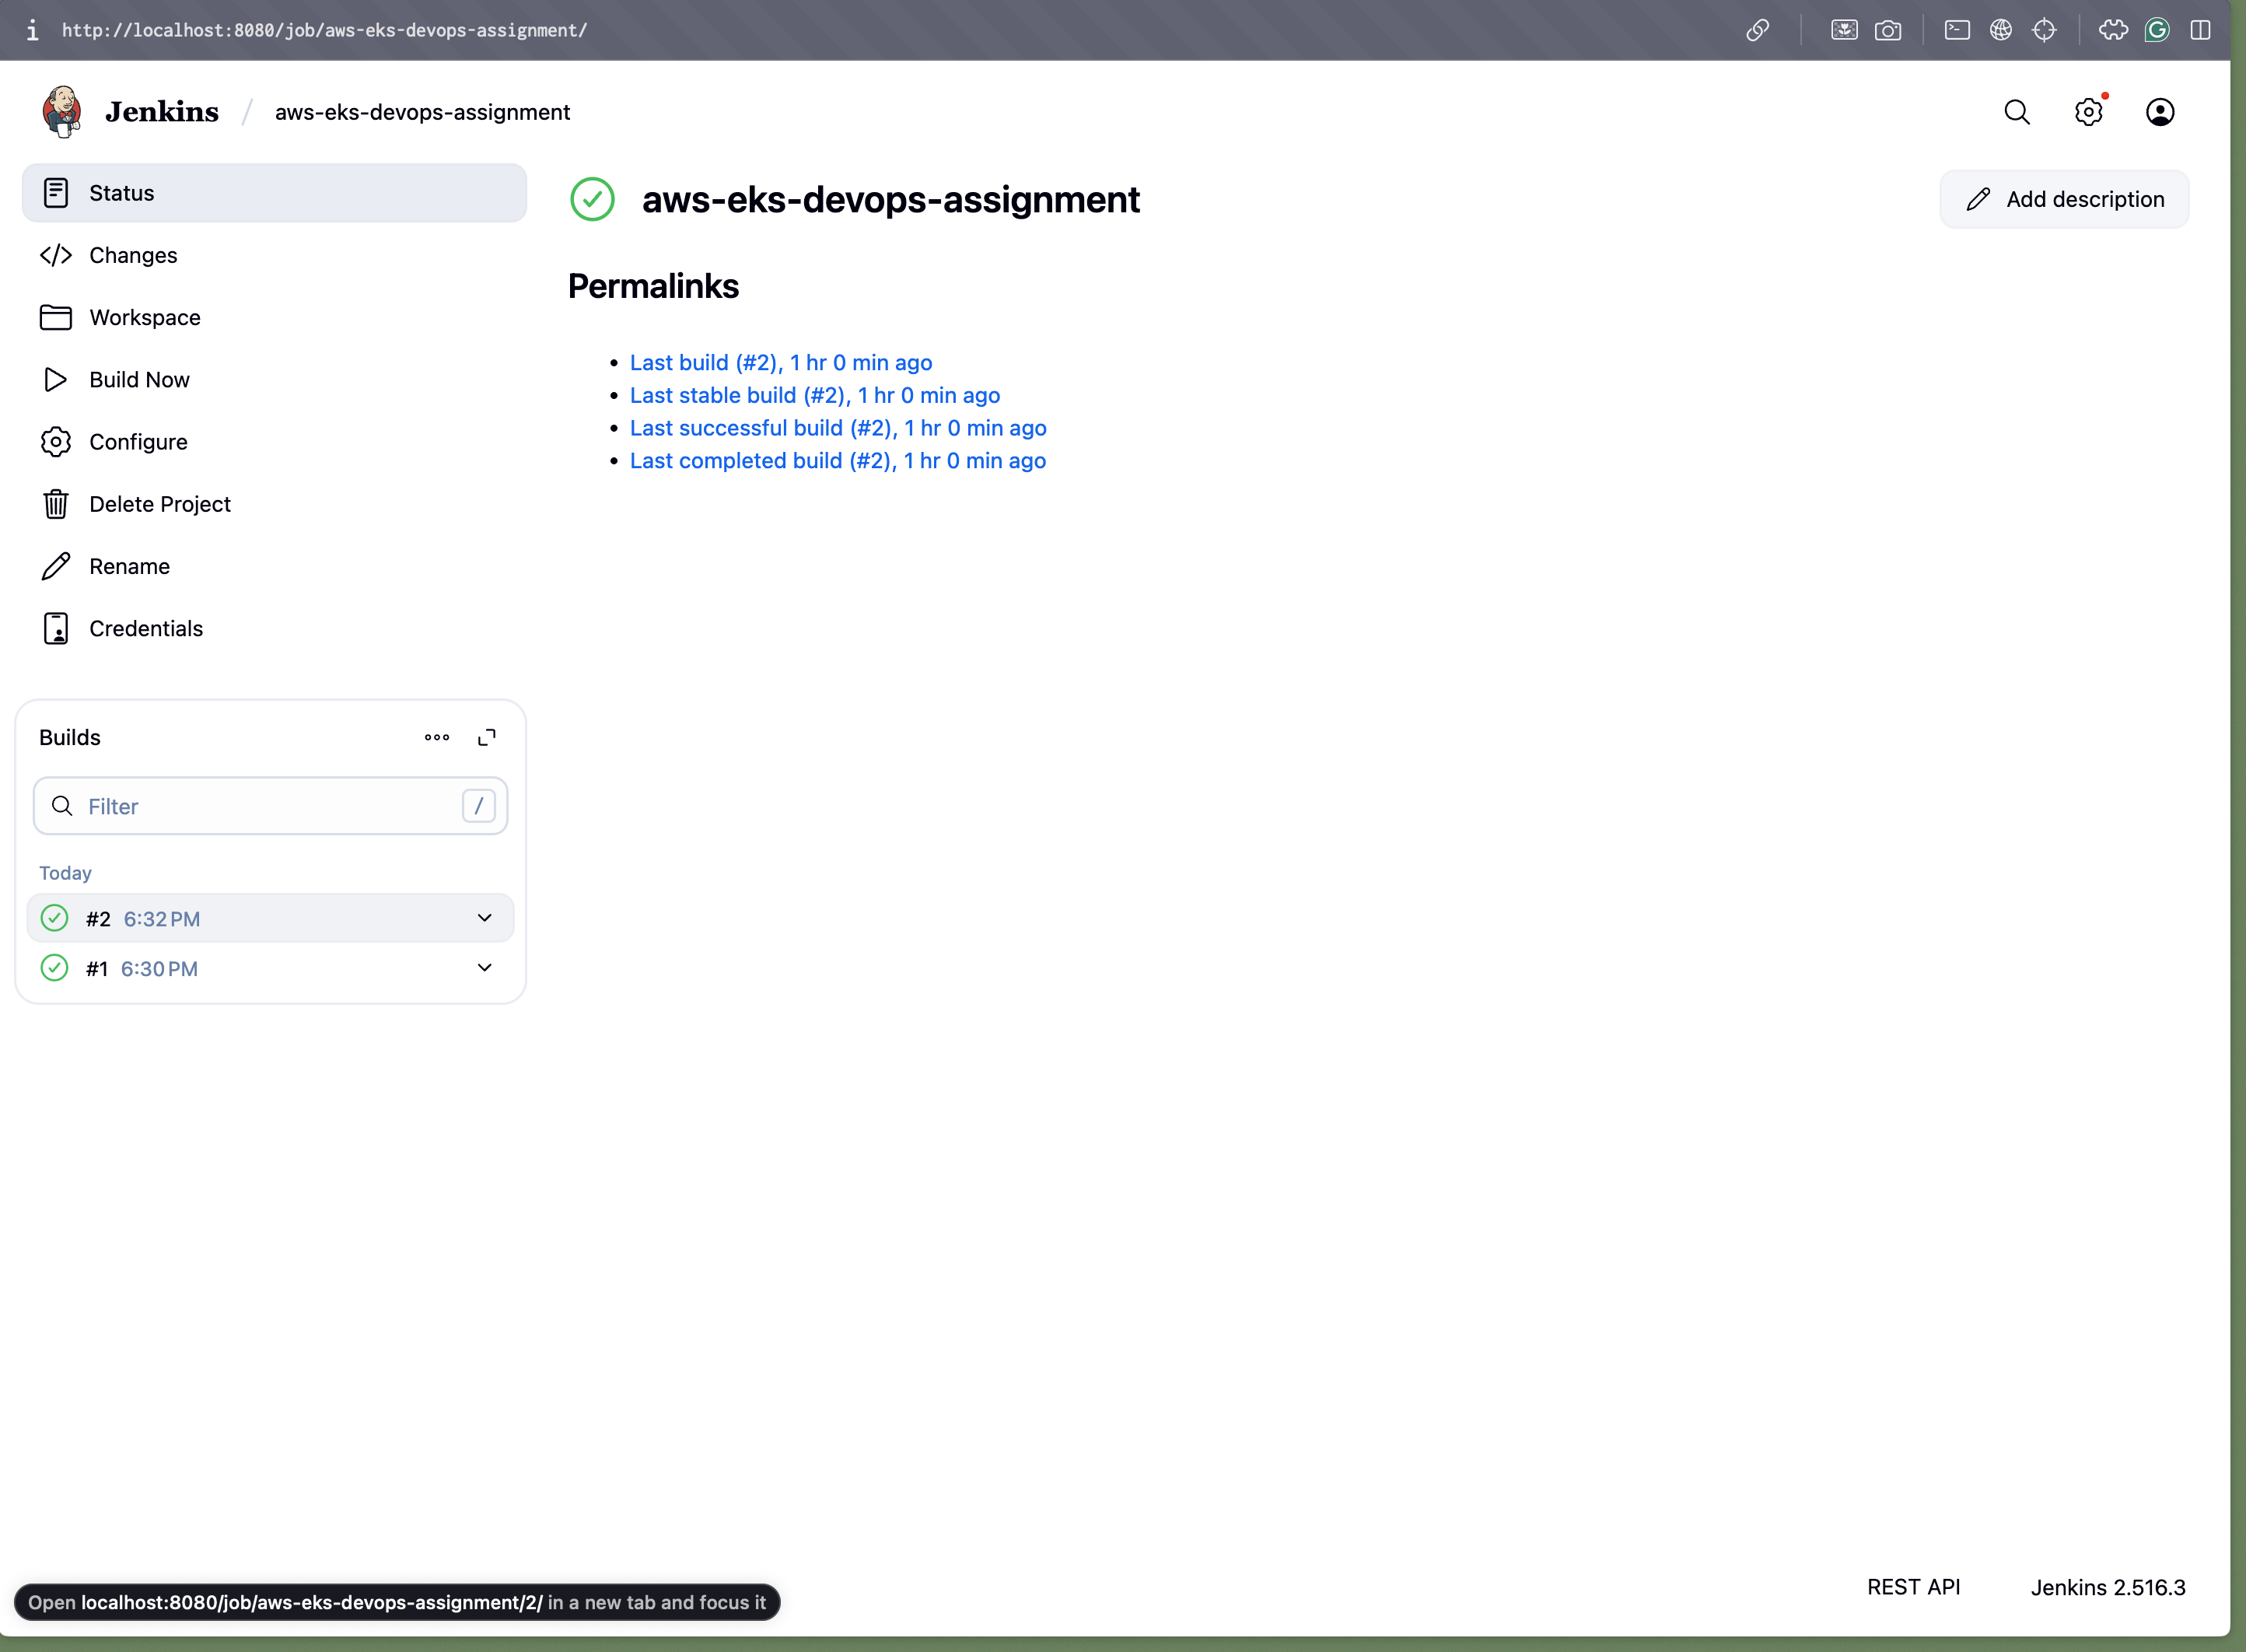 http://localhost:8080/job/aws-eks-devops-assignment/
Jenkins / aws-eks-devops-assignment
Status
Changes
Workspace
Build Now
Configure
Delete Project
Rename
Credentials
Builds
Filter /
Today
#2 6:32 PM
#1 6:30 PM
aws-eks-devops-assignment
Add description
Permalinks
Last build (#2), 1 hr 0 min ago
Last stable build (#2), 1 hr 0 min ago
Last successful build (#2), 1 hr 0 min ago
Last completed build (#2), 1 hr 0 min ago
REST API Jenkins 2.516.3
Open localhost:8080/job/aws-eks-devops-assignment/2/ in a new tab and focus it